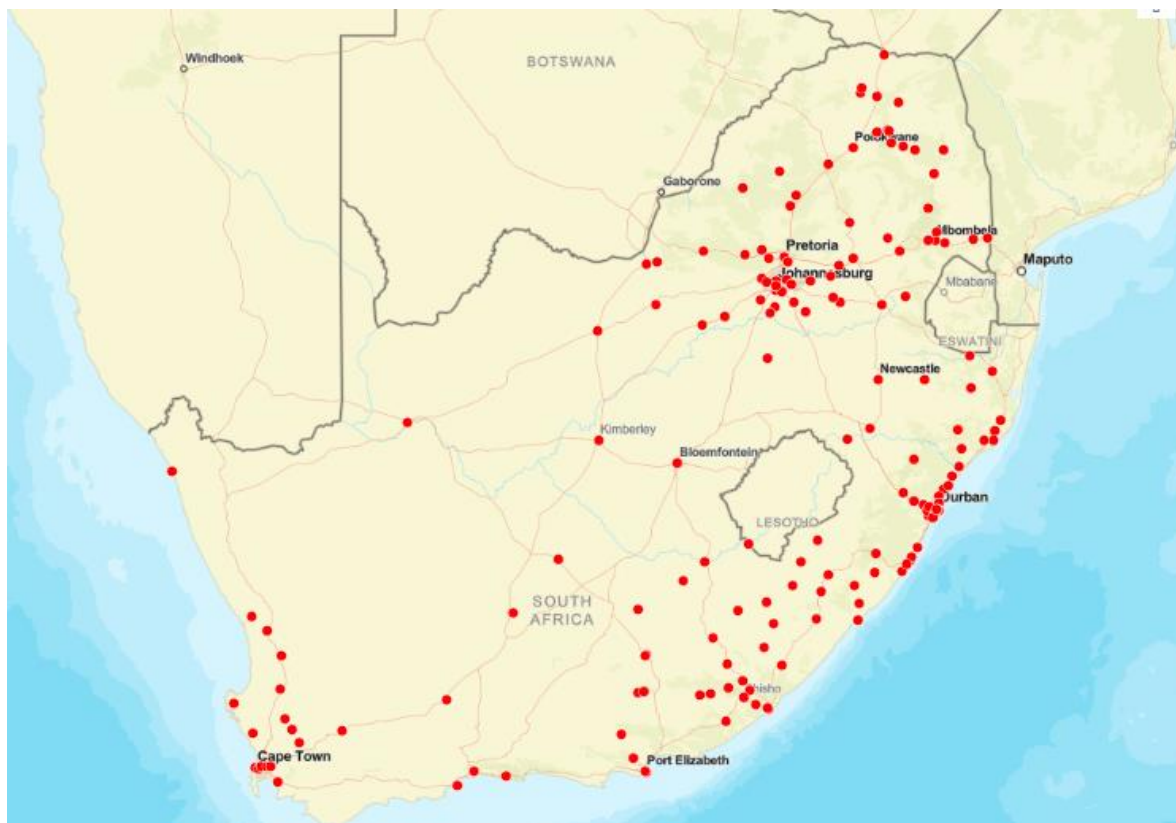 Windhoek
BOTSWANA
Gaborone
Pretoria
Mbombela
Maputo
Mbabane
ESWATINI
Newcastle
Kimberley
Bloemfontein
Durban
LESOTHO
SOUTH
AFRICA
Cape Town
Port Elizabeth